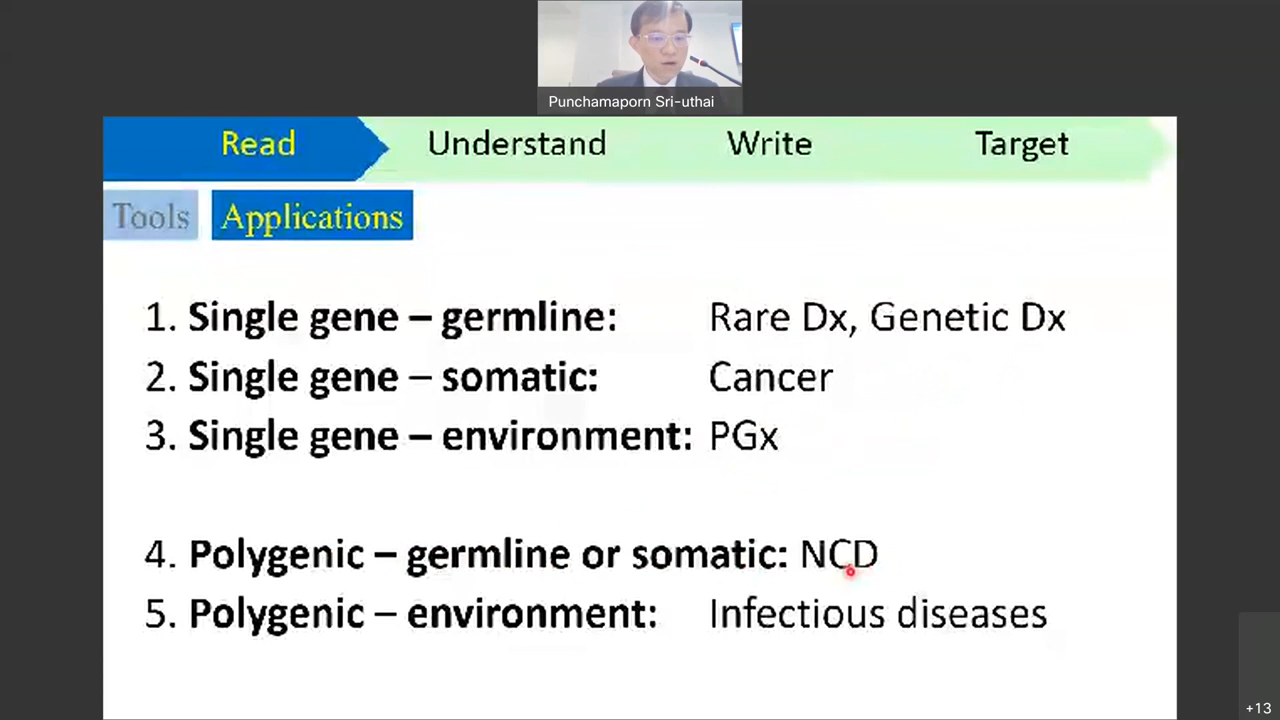 Punchamaporn Sri-uthai
Read Understand Write Target
Tools Applications
1. Single gene – germline: Rare Dx, Genetic Dx
2. Single gene – somatic: Cancer
3. Single gene – environment: PGx
4. Polygenic – germline or somatic: NCD
5. Polygenic – environment: Infectious diseases
+13